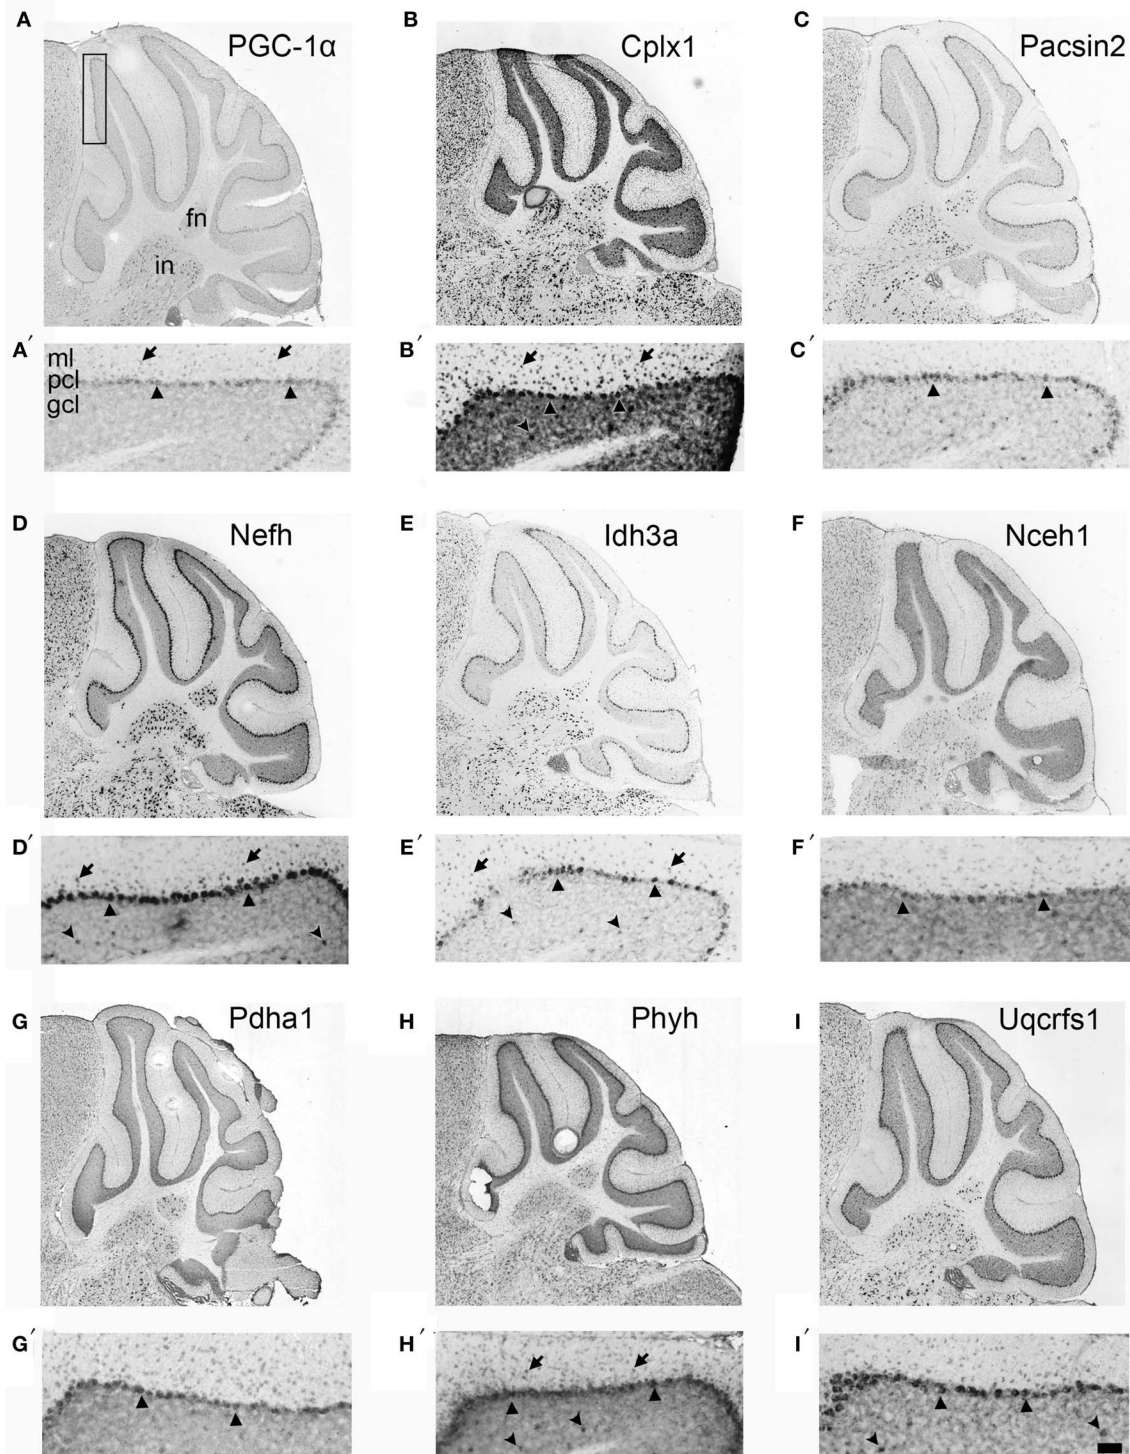 A
PGC-1α
fn
in
B
Cplx1
C
Pacsin2
A′
ml
pcl
gcl
B′
C′
D
Nefh
E
Idh3a
F
Nceh1
D′
E′
F′
G
Pdha1
H
Phyh
I
Uqcrfs1
G′
H′
I′